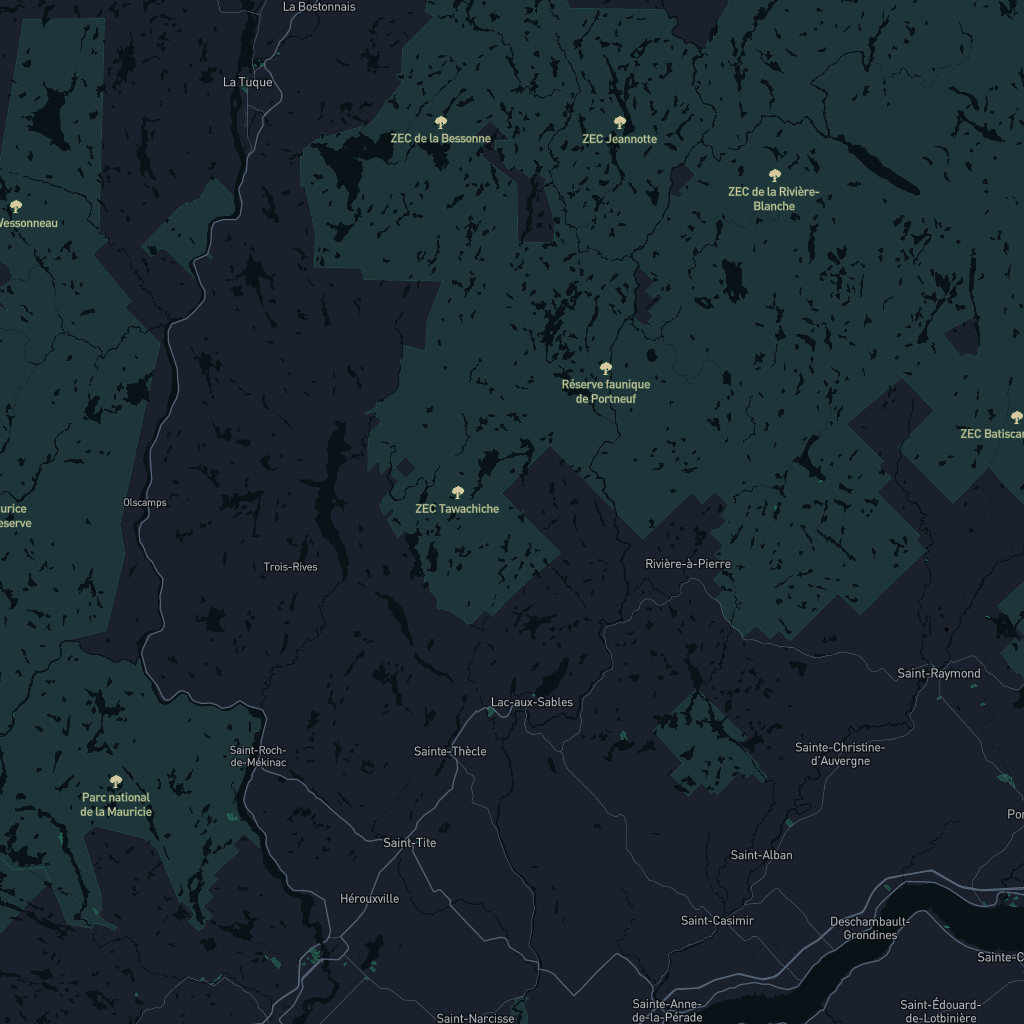 La Bostonnais
La Tuque
ZEC de la Bessonne
ZEC Jeannotte
ZEC de la Rivière-
Blanche
Wessonneau
Réserve faunique
de Portneuf
ZEC Batiscan
ZEC Tawachiche
Olscamps
urice
eserve
Trois-Rives
Rivière-à-Pierre
Saint-Raymond
Lac-aux-Sables
Sainte-Thècle
Saint-Roch-
de-Mékinac
Sainte-Christine-
d'Auvergne
Parc national
de la Mauricie
Por
Saint-Tite
Saint-Alban
Hérouxville
Saint-Casimir
Deschambault-
Grondines
Sainte-C
Sainte-Anne-
de-la-Pérade
Saint-Narcisse
Saint-Édouard-
de-Lotbinière